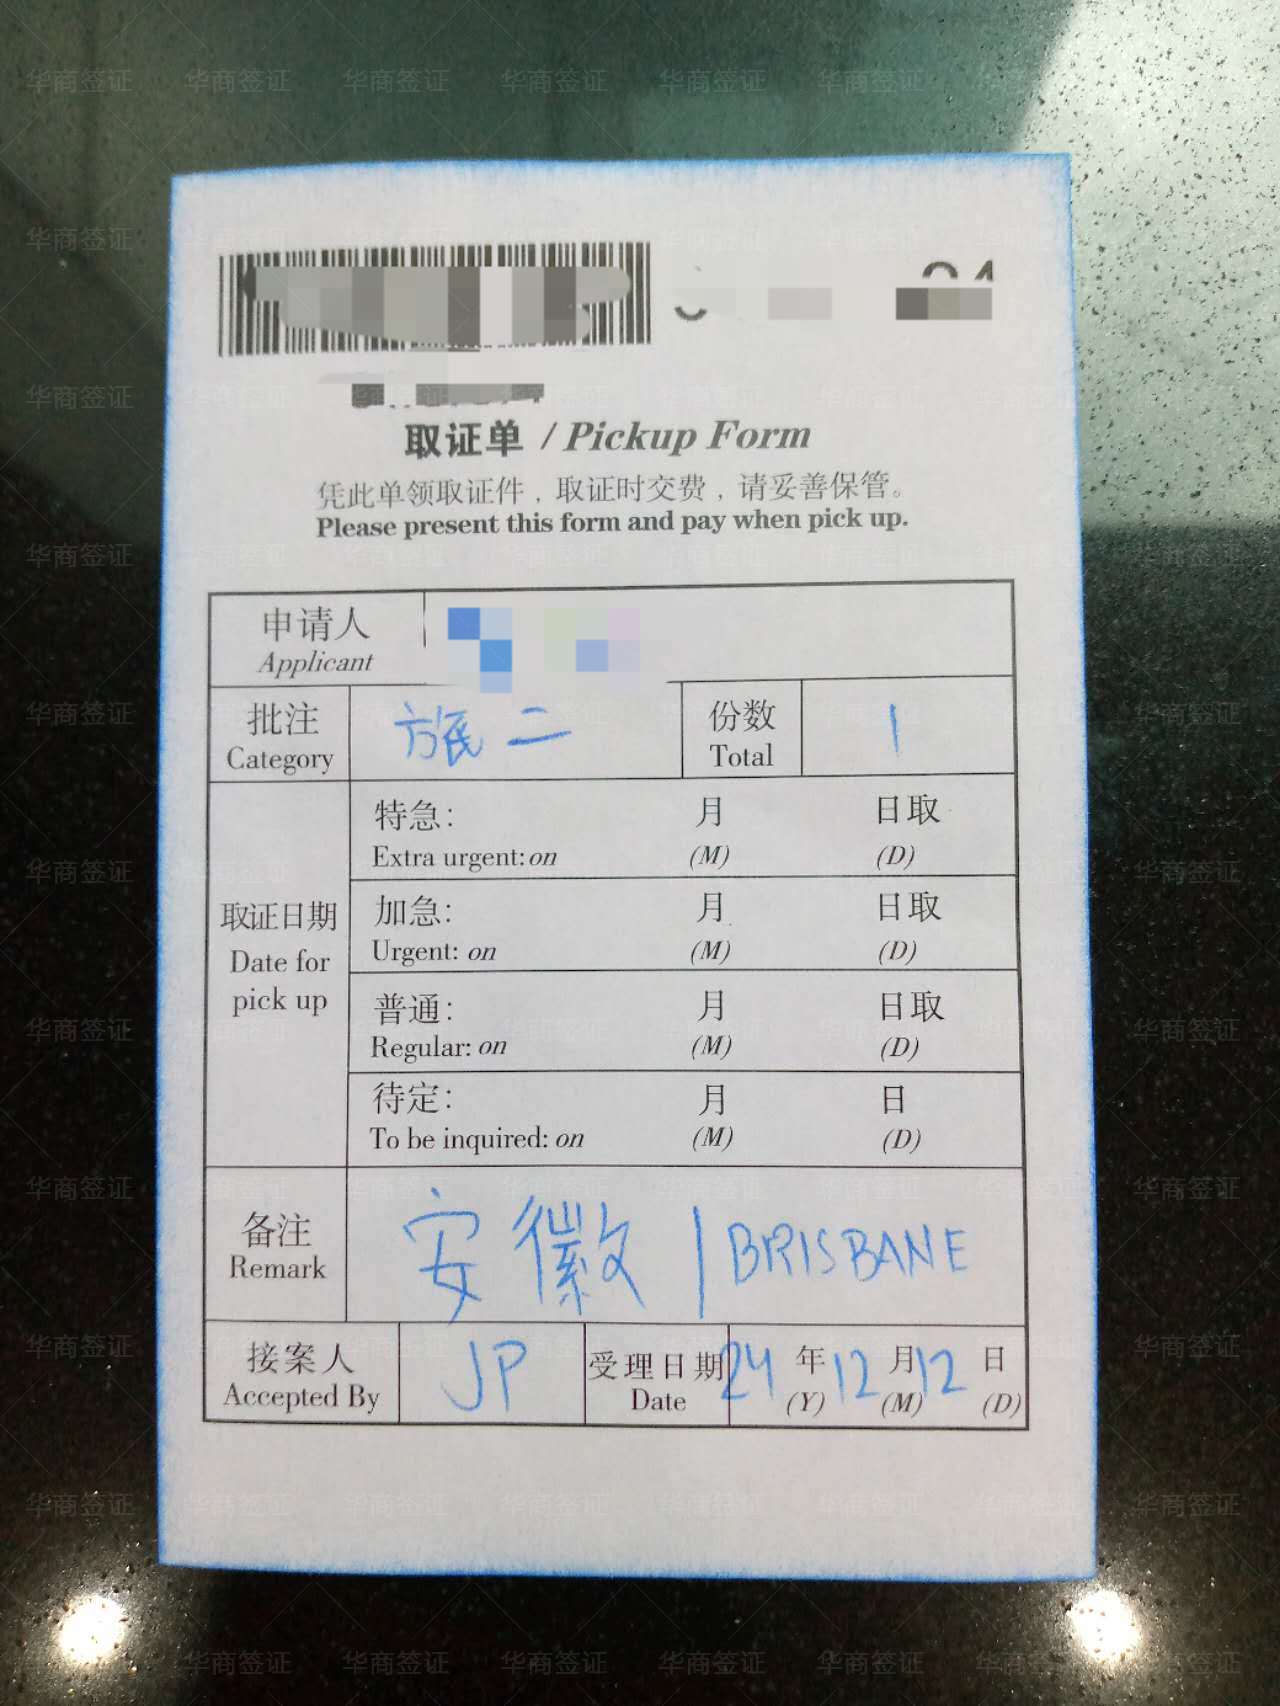 取证单 / Pickup Form
凭此单领取证件，取证时交费，请妥善保管。
Please present this form and pay when pick up.
申请人
Applicant
批注 二 份数 1
Category Total
取证日期
Date for
pick up
特急: 月 日取
Extra urgent: on (M) (D)
加急: 月 日取
Urgent: on (M) (D)
普通: 月 日取
Regular: on (M) (D)
待定: 月 日
To be inquired: on (M) (D)
备注 安徽 | BRISBANE
Remark
接案人 JP 受理日期 24 年 12 月 12 日
Accepted By Date (Y) (M) (D)
华商签证